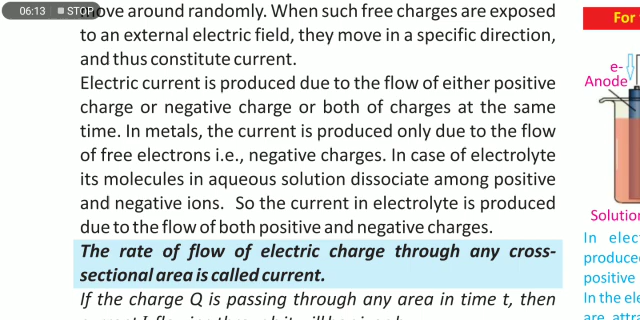 06:13 STOP
move around randomly. When such free charges are exposed
to an external electric field, they move in a specific direction,
and thus constitute current.
Electric current is produced due to the flow of either positive
charge or negative charge or both of charges at the same
time. In metals, the current is produced only due to the flow
of free electrons i.e., negative charges. In case of electrolyte
its molecules in aqueous solution dissociate among positive
and negative ions. So the current in electrolyte is produced
due to the flow of both positive and negative charges.
The rate of flow of electric charge through any cross-
sectional area is called current.
If the charge Q is passing through any area in time t, then
For
e-
Anode
Solution
In elec
produce
positive
In the ele
are attra